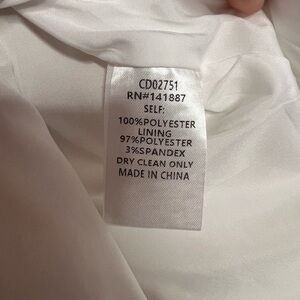 CD02751
RN#141887
SELF:
100%POLYESTER
LINING
97%POLYESTER
3%SPANDEX
DRY CLEAN ONLY
MADE IN CHINA